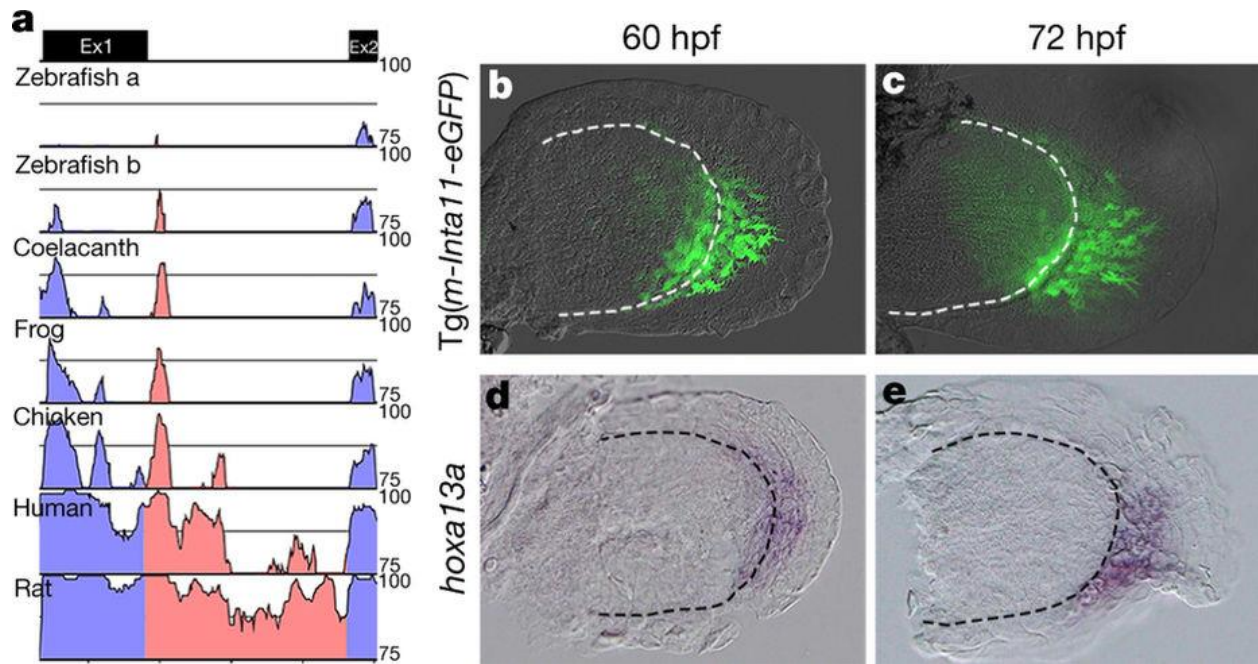 a
Ex1 Ex2
100
Zebrafish a
75
100
Zebrafish b
75
100
Coelacanth
75
100
Frog
75
100
Chicken
75
100
Human
75
100
Rat
75
60 hpf
72 hpf
Tg(m-Inta11-eGFP)
b
c
hoxa13a
d
e